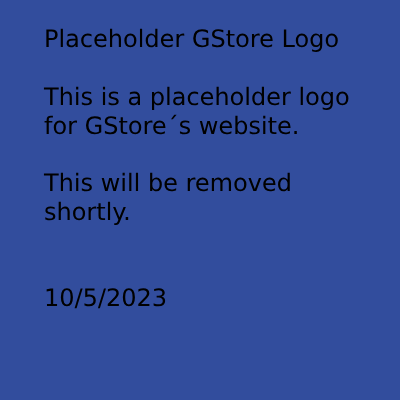 Placeholder GStore Logo
This is a placeholder logo
for GStore´s website.
This will be removed
shortly.
10/5/2023